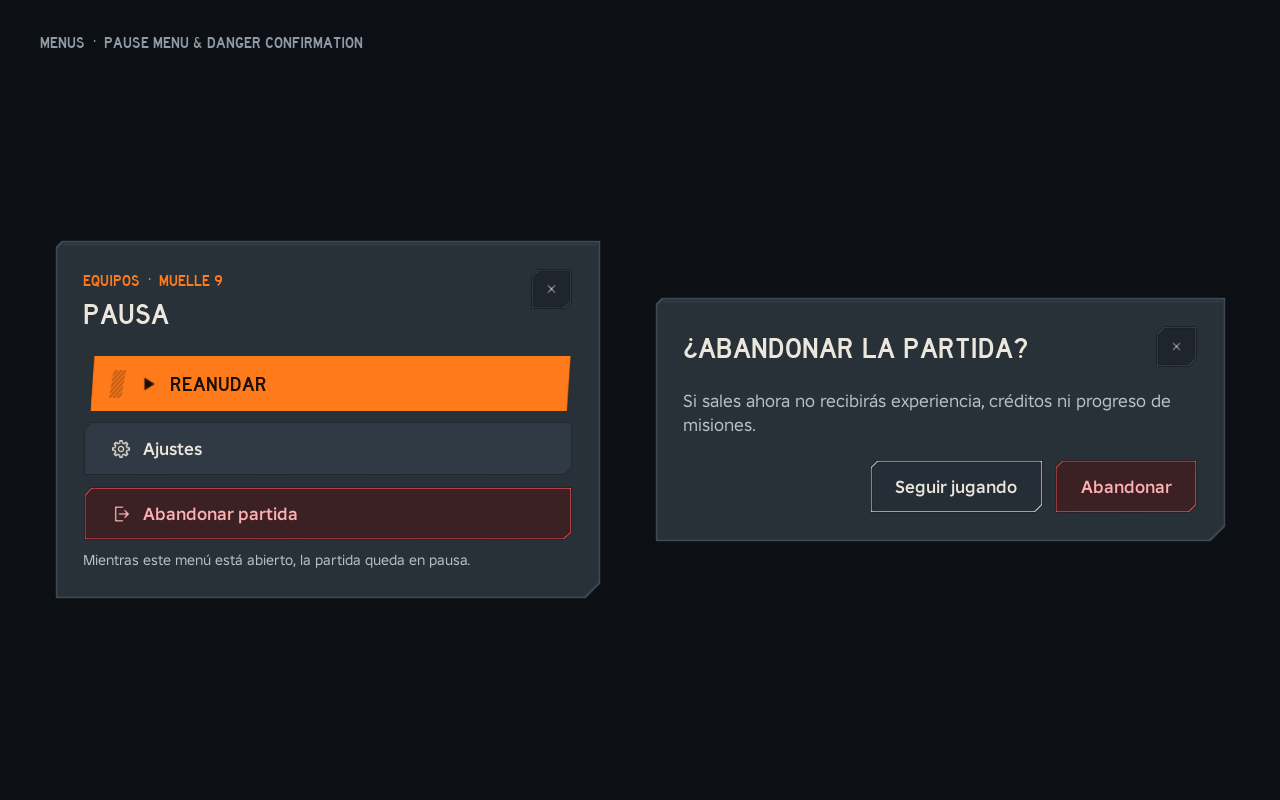 MENUS · PAUSE MENU & DANGER CONFIRMATION
EQUIPOS · MUELLE 9
PAUSA
REANUDAR
Ajustes
Abandonar partida
Mientras este menú está abierto, la partida queda en pausa.
¿ABANDONAR LA PARTIDA?
Si sales ahora no recibirás experiencia, créditos ni progreso de
misiones.
Seguir jugando
Abandonar